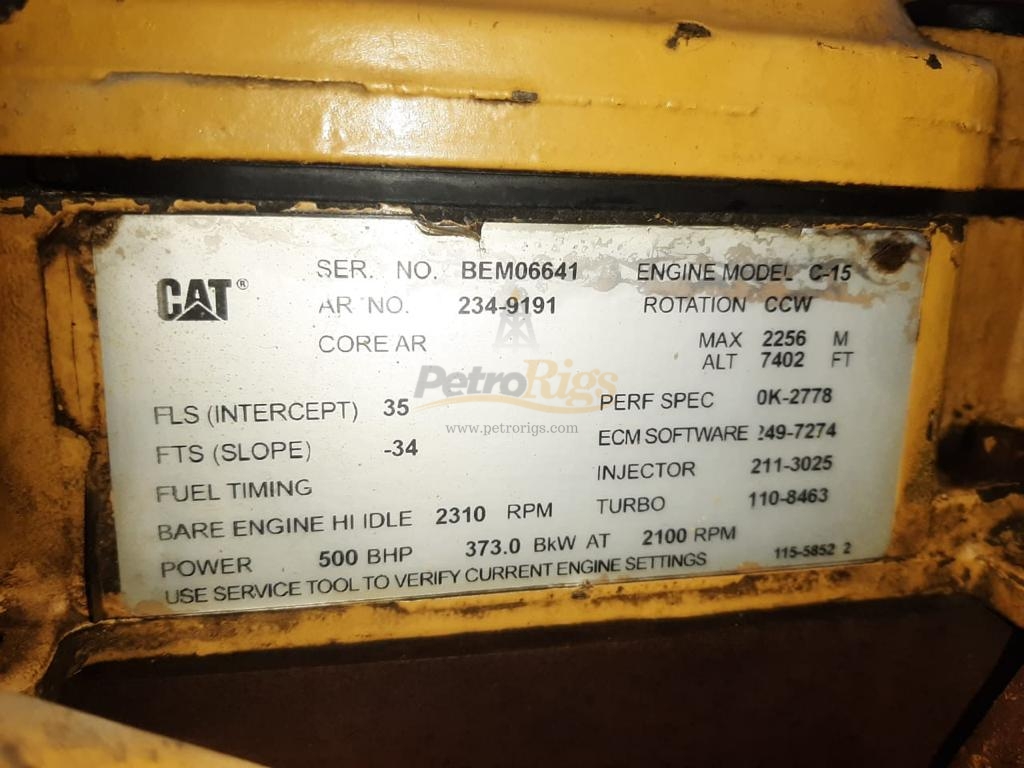 CAT®
SER. NO. BEM06641 ENGINE MODEL C-15
AR NO. 234-9191 ROTATION CCW
CORE AR MAX 2256 M
ALT 7402 FT
PetroRigs
www.petrorigs.com
FLS (INTERCEPT) 35 PERF SPEC 0K-2778
FTS (SLOPE) -34 ECM SOFTWARE 249-7274
FUEL TIMING INJECTOR 211-3025
BARE ENGINE HI IDLE 2310 RPM TURBO 110-8463
POWER 500 BHP 373.0 BkW AT 2100 RPM
USE SERVICE TOOL TO VERIFY CURRENT ENGINE SETTINGS 115-5852 2